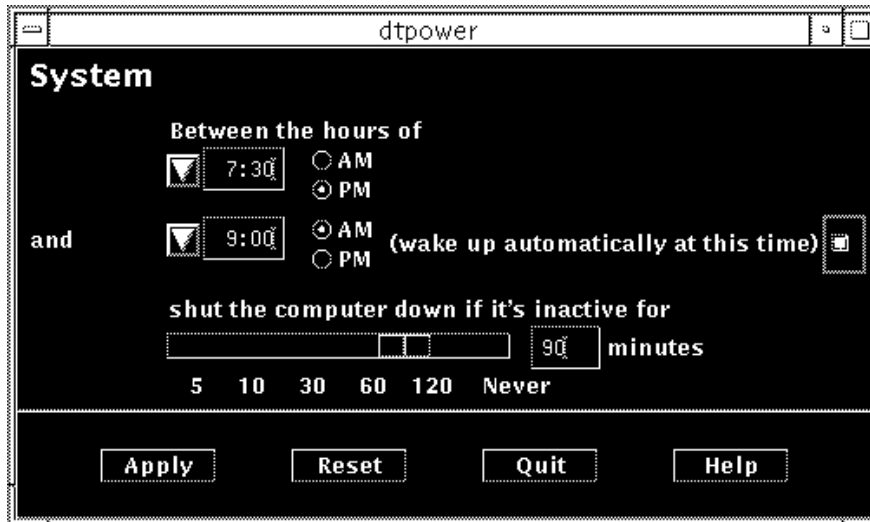 dtpower
System
Between the hours of
7:30 AM
PM
and 9:00 AM (wake up automatically at this time)
PM
shut the computer down if it's inactive for
90 minutes
5 10 30 60 120 Never
Apply Reset Quit Help